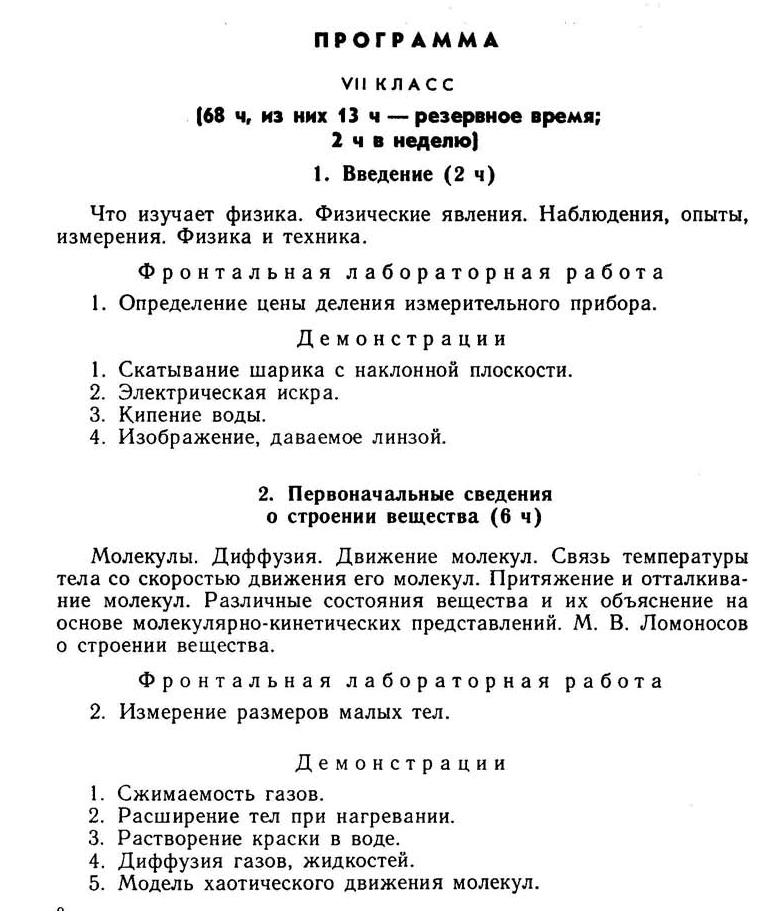 ПРОГРАММА
VII КЛАСС
(68 ч, из них 13 ч — резервное время;
2 ч в неделю)
1. Введение (2 ч)
Что изучает физика. Физические явления. Наблюдения, опыты,
измерения. Физика и техника.
Фронтальная лабораторная работа
1. Определение цены деления измерительного прибора.
Демонстрации
1. Скатывание шарика с наклонной плоскости.
2. Электрическая искра.
3. Кипение воды.
4. Изображение, даваемое линзой.
2. Первоначальные сведения
о строении вещества (6 ч)
Молекулы. Диффузия. Движение молекул. Связь температуры
тела со скоростью движения его молекул. Притяжение и отталкива-
ние молекул. Различные состояния вещества и их объяснение на
основе молекулярно-кинетических представлений. М. В. Ломоносов
о строении вещества.
Фронтальная лабораторная работа
2. Измерение размеров малых тел.
Демонстрации
1. Сжимаемость газов.
2. Расширение тел при нагревании.
3. Растворение краски в воде.
4. Диффузия газов, жидкостей.
5. Модель хаотического движения молекул.